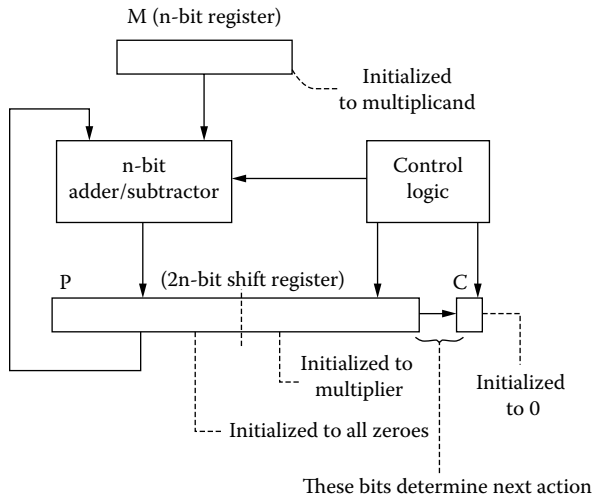 M (n-bit register)
Initialized
to multiplicand
n-bit
adder/subtractor
Control
logic
P
(2n-bit shift register)
C
Initialized to
multiplier
Initialized
to 0
Initialized to all zeroes
These bits determine next action